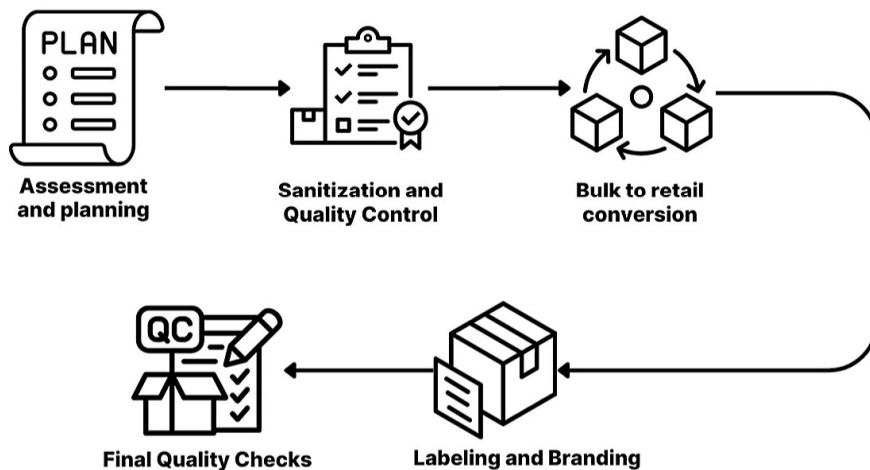 PLAN
Assessment
and planning
Sanitization and
Quality Control
Bulk to retail
conversion
QC
Final Quality Checks
Labeling and Branding